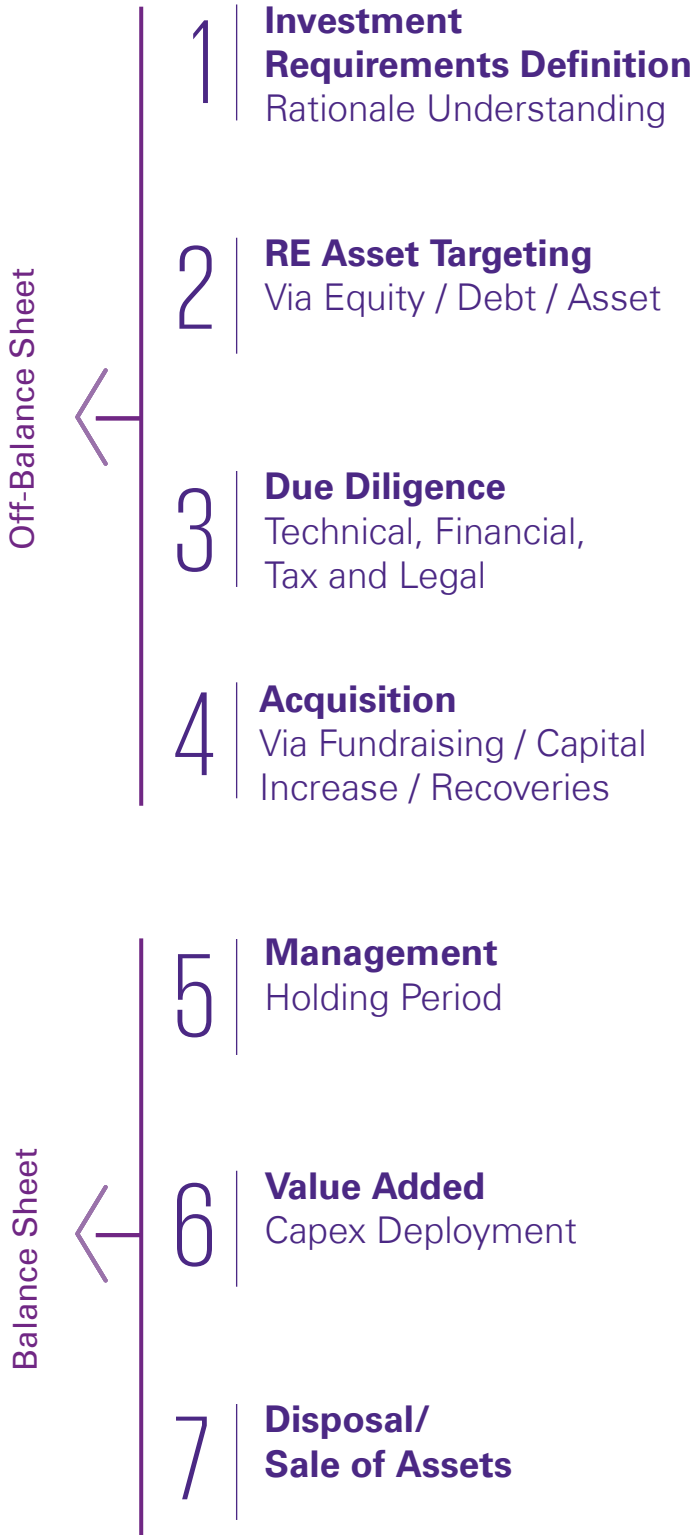 Off-Balance Sheet
1
Investment
Requirements Definition
Rationale Understanding
2
RE Asset Targeting
Via Equity / Debt / Asset
3
Due Diligence
Technical, Financial,
Tax and Legal
4
Acquisition
Via Fundraising / Capital
Increase / Recoveries
Balance Sheet
5
Management
Holding Period
6
Value Added
Capex Deployment
7
Disposal/
Sale of Assets